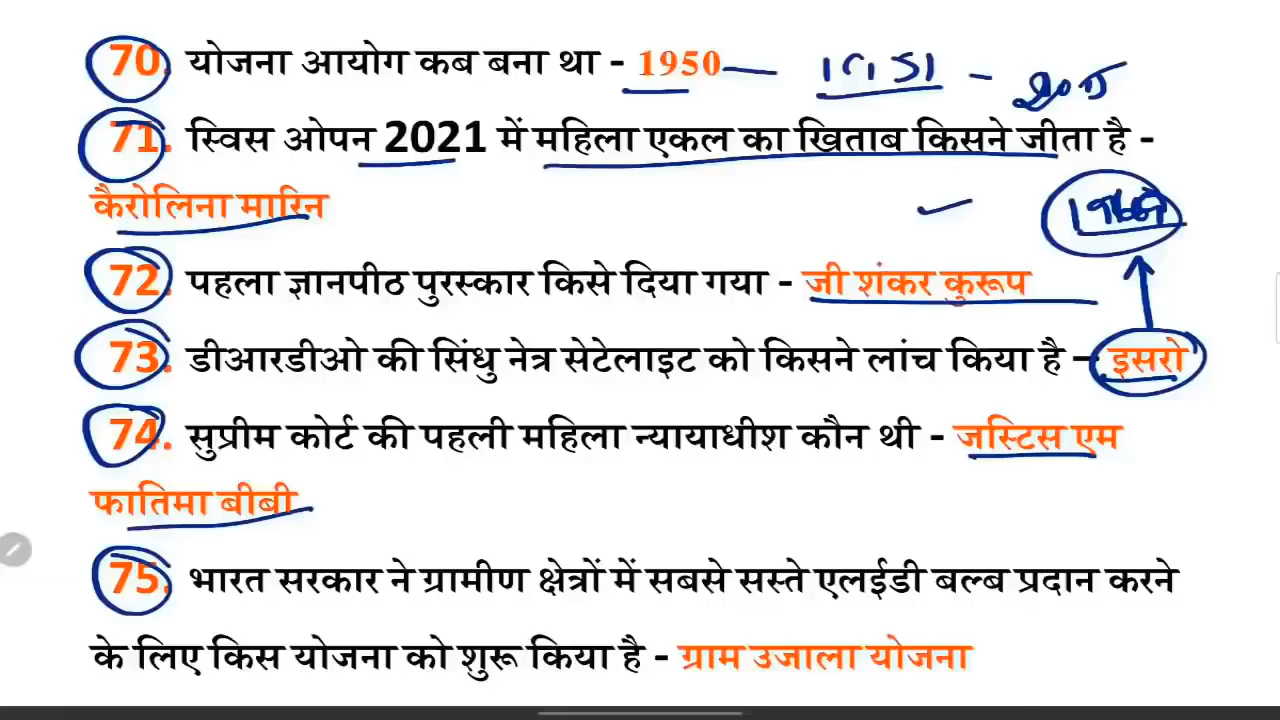 70. योजना आयोग कब बना था - 1950
71. स्विस ओपन 2021 में महिला एकल का खिताब किसने जीता है -
कैरोलिना मारिन
72. पहला ज्ञानपीठ पुरस्कार किसे दिया गया - जी शंकर कुरूप
73. डीआरडीओ की सिंधु नेत्र सेटेलाइट को किसने लांच किया है – इसरो
74. सुप्रीम कोर्ट की पहली महिला न्यायाधीश कौन थी - जस्टिस एम
फातिमा बीबी
75. भारत सरकार ने ग्रामीण क्षेत्रों में सबसे सस्ते एलईडी बल्ब प्रदान करने
के लिए किस योजना को शुरू किया है - ग्राम उजाला योजना